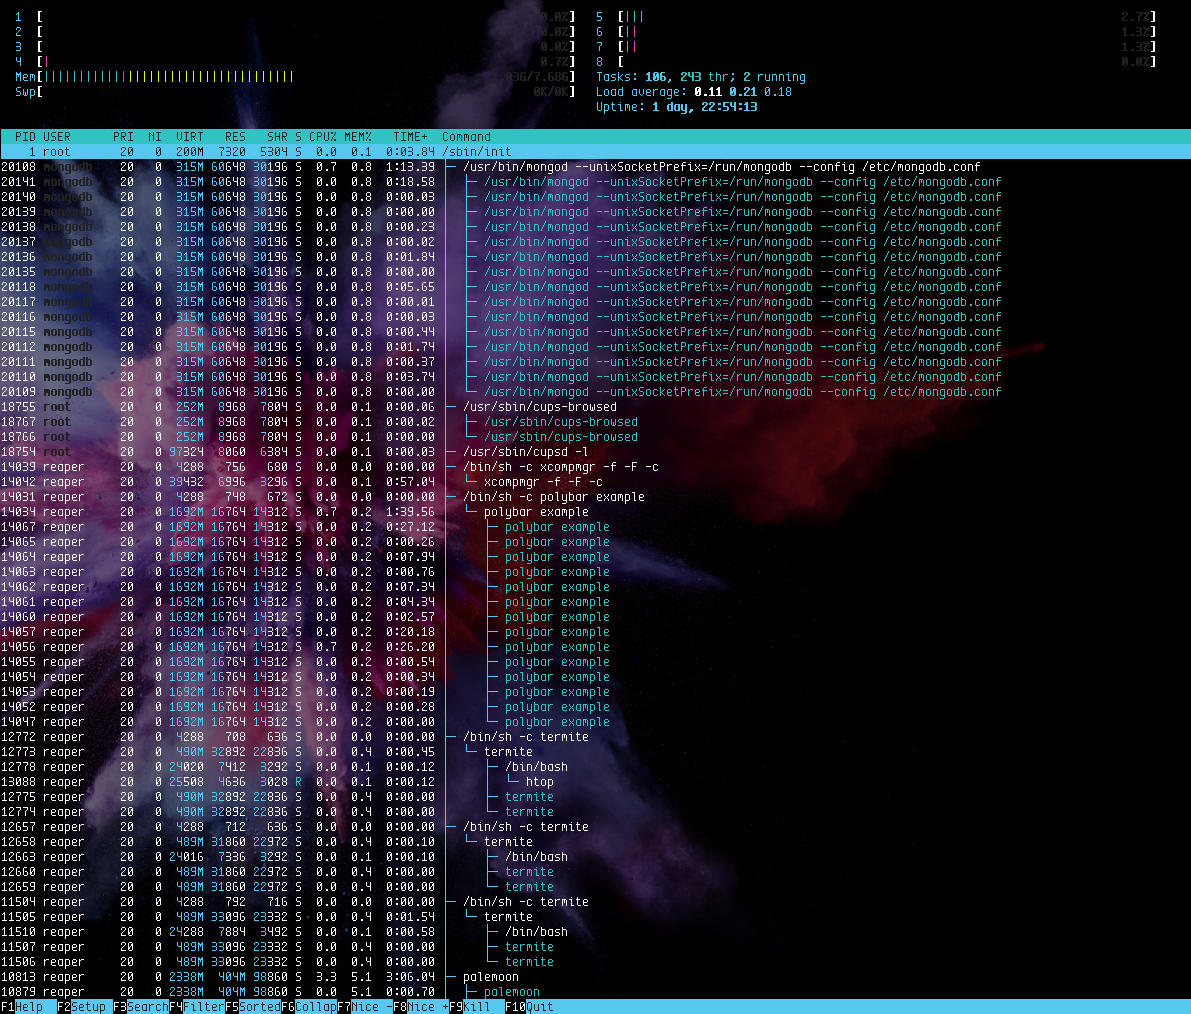 1 [ 0.0%] 5 [||| 2.7%]
2 [ 0.0%] 6 [|| 1.3%]
3 [ 0.0%] 7 [|| 1.3%]
4 [| 0.7%] 8 [ 0.0%]
Mem[ Tasks: 106, 243 thr; 2 running
Swp[ 0K/0K] Load average: 0.11 0.21 0.18
Uptime: 1 day, 22:54:13
PID USER PRI NI VIRT RES SHR S CPU% MEM% TIME+ Command
1 root 20 0 200M 7320 5304 S 0.0 0.1 0:03.84 /sbin/init
20108 mongodb 20 0 315M 60648 30196 S 0.7 0.8 1:13.39 ├─ /usr/bin/mongod --unixSocketPrefix=/run/mongodb --config /etc/mongodb.conf
20141 mongodb 20 0 315M 60648 30196 S 0.0 0.8 0:18.58 │ ├─ /usr/bin/mongod --unixSocketPrefix=/run/mongodb --config /etc/mongodb.conf
20140 mongodb 20 0 315M 60648 30196 S 0.0 0.8 0:00.03 │ ├─ /usr/bin/mongod --unixSocketPrefix=/run/mongodb --config /etc/mongodb.conf
20139 mongodb 20 0 315M 60648 30196 S 0.0 0.8 0:00.00 │ ├─ /usr/bin/mongod --unixSocketPrefix=/run/mongodb --config /etc/mongodb.conf
20138 mongodb 20 0 315M 60648 30196 S 0.0 0.8 0:00.23 │ ├─ /usr/bin/mongod --unixSocketPrefix=/run/mongodb --config /etc/mongodb.conf
20137 mongodb 20 0 315M 60648 30196 S 0.0 0.8 0:00.02 │ ├─ /usr/bin/mongod --unixSocketPrefix=/run/mongodb --config /etc/mongodb.conf
20136 mongodb 20 0 315M 60648 30196 S 0.0 0.8 0:01.84 │ ├─ /usr/bin/mongod --unixSocketPrefix=/run/mongodb --config /etc/mongodb.conf
20135 mongodb 20 0 315M 60648 30196 S 0.0 0.8 0:00.00 │ ├─ /usr/bin/mongod --unixSocketPrefix=/run/mongodb --config /etc/mongodb.conf
20118 mongodb 20 0 315M 60648 30196 S 0.0 0.8 0:05.65 │ ├─ /usr/bin/mongod --unixSocketPrefix=/run/mongodb --config /etc/mongodb.conf
20117 mongodb 20 0 315M 60648 30196 S 0.0 0.8 0:00.01 │ ├─ /usr/bin/mongod --unixSocketPrefix=/run/mongodb --config /etc/mongodb.conf
20116 mongodb 20 0 315M 60648 30196 S 0.0 0.8 0:00.03 │ ├─ /usr/bin/mongod --unixSocketPrefix=/run/mongodb --config /etc/mongodb.conf
20115 mongodb 20 0 315M 60648 30196 S 0.0 0.8 0:00.44 │ ├─ /usr/bin/mongod --unixSocketPrefix=/run/mongodb --config /etc/mongodb.conf
20112 mongodb 20 0 315M 60648 30196 S 0.0 0.8 0:01.74 │ ├─ /usr/bin/mongod --unixSocketPrefix=/run/mongodb --config /etc/mongodb.conf
20111 mongodb 20 0 315M 60648 30196 S 0.0 0.8 0:00.37 │ ├─ /usr/bin/mongod --unixSocketPrefix=/run/mongodb --config /etc/mongodb.conf
20110 mongodb 20 0 315M 60648 30196 S 0.0 0.8 0:03.74 │ ├─ /usr/bin/mongod --unixSocketPrefix=/run/mongodb --config /etc/mongodb.conf
20109 mongodb 20 0 315M 60648 30196 S 0.0 0.8 0:00.00 │ └─ /usr/bin/mongod --unixSocketPrefix=/run/mongodb --config /etc/mongodb.conf
18755 root 20 0 252M 8968 7804 S 0.0 0.1 0:00.06 ├─ /usr/sbin/cups-browsed
18767 root 20 0 252M 8968 7804 S 0.0 0.1 0:00.02 │ ├─ /usr/sbin/cups-browsed
18766 root 20 0 252M 8968 7804 S 0.0 0.1 0:00.00 │ └─ /usr/sbin/cups-browsed
18754 root 20 0 97324 8060 6384 S 0.0 0.1 0:00.03 ├─ /usr/sbin/cupsd -l
14039 reaper 20 0 4288 756 680 S 0.0 0.0 0:00.00 ├─ /bin/sh -c xcompmgr -f -F -c
14042 reaper 20 0 39432 6996 3296 S 0.0 0.1 0:57.04 │ └─ xcompmgr -f -F -c
14031 reaper 20 0 4288 748 672 S 0.0 0.0 0:00.00 ├─ /bin/sh -c polybar example
14034 reaper 20 0 1692M 16764 14312 S 0.7 0.2 1:39.56 │ └─ polybar example
14067 reaper 20 0 1692M 16764 14312 S 0.0 0.2 0:27.12 │ ├─ polybar example
14065 reaper 20 0 1692M 16764 14312 S 0.0 0.2 0:00.26 │ ├─ polybar example
14064 reaper 20 0 1692M 16764 14312 S 0.0 0.2 0:07.94 │ ├─ polybar example
14063 reaper 20 0 1692M 16764 14312 S 0.0 0.2 0:00.76 │ ├─ polybar example
14062 reaper 20 0 1692M 16764 14312 S 0.0 0.2 0:07.34 │ ├─ polybar example
14061 reaper 20 0 1692M 16764 14312 S 0.0 0.2 0:04.34 │ ├─ polybar example
14060 reaper 20 0 1692M 16764 14312 S 0.0 0.2 0:02.57 │ ├─ polybar example
14057 reaper 20 0 1692M 16764 14312 S 0.0 0.2 0:20.18 │ ├─ polybar example
14056 reaper 20 0 1692M 16764 14312 S 0.7 0.2 0:26.20 │ ├─ polybar example
14055 reaper 20 0 1692M 16764 14312 S 0.0 0.2 0:00.54 │ ├─ polybar example
14054 reaper 20 0 1692M 16764 14312 S 0.0 0.2 0:00.34 │ ├─ polybar example
14053 reaper 20 0 1692M 16764 14312 S 0.0 0.2 0:00.19 │ ├─ polybar example
14052 reaper 20 0 1692M 16764 14312 S 0.0 0.2 0:00.28 │ ├─ polybar example
14047 reaper 20 0 1692M 16764 14312 S 0.0 0.2 0:00.00 │ └─ polybar example
12772 reaper 20 0 4288 708 636 S 0.0 0.0 0:00.00 ├─ /bin/sh -c termite
12773 reaper 20 0 490M 32892 22836 S 0.0 0.4 0:00.45 │ └─ termite
12778 reaper 20 0 24020 7412 3292 S 0.0 0.1 0:00.12 │ ├─ /bin/bash
13088 reaper 20 0 25508 4636 3028 R 0.0 0.1 0:00.12 │ │ └─ htop
12775 reaper 20 0 490M 32892 22836 S 0.0 0.4 0:00.00 │ ├─ termite
12774 reaper 20 0 490M 32892 22836 S 0.0 0.4 0:00.00 │ └─ termite
12657 reaper 20 0 4288 712 636 S 0.0 0.0 0:00.00 ├─ /bin/sh -c termite
12658 reaper 20 0 489M 31860 22972 S 0.0 0.4 0:00.10 │ └─ termite
12663 reaper 20 0 24016 7336 3292 S 0.0 0.1 0:00.10 │ ├─ /bin/bash
12660 reaper 20 0 489M 31860 22972 S 0.0 0.4 0:00.00 │ ├─ termite
12659 reaper 20 0 489M 31860 22972 S 0.0 0.4 0:00.00 │ └─ termite
11504 reaper 20 0 4288 792 716 S 0.0 0.0 0:00.00 ├─ /bin/sh -c termite
11505 reaper 20 0 489M 33096 23332 S 0.0 0.4 0:01.54 │ └─ termite
11510 reaper 20 0 24288 7884 3492 S 0.0 0.1 0:00.58 │ ├─ /bin/bash
11507 reaper 20 0 489M 33096 23332 S 0.0 0.4 0:00.00 │ ├─ termite
11506 reaper 20 0 489M 33096 23332 S 0.0 0.4 0:00.00 │ └─ termite
10813 reaper 20 0 2338M 404M 98860 S 3.3 5.1 3:06.04 ├─ palemoon
10879 reaper 20 0 2338M 404M 98860 S 0.0 5.1 0:00.70 │ ├─ palemoon
F1Help F2Setup F3SearchF4FilterF5SortedF6CollapF7Nice -F8Nice +F9Kill F10Quit